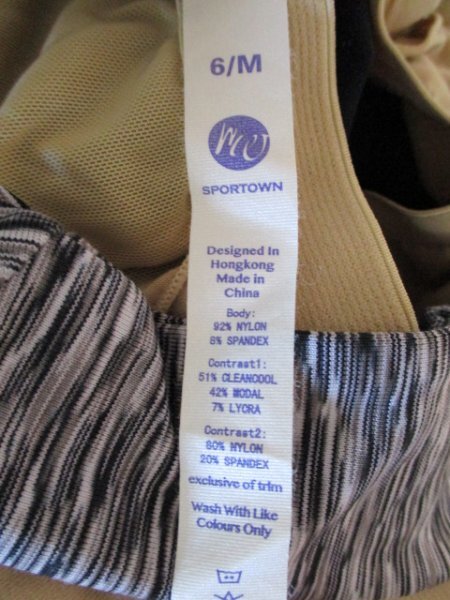 6/M
SPORTOWN
Designed In
Hongkong
Made in
China
Body:
92% NYLON
8% SPANDEX
Contrast1:
51% CLEANCOOL
42% MODAL
7% LYCRA
Contrast2:
80% NYLON
20% SPANDEX
exclusive of trim
Wash With Like
Colours Only